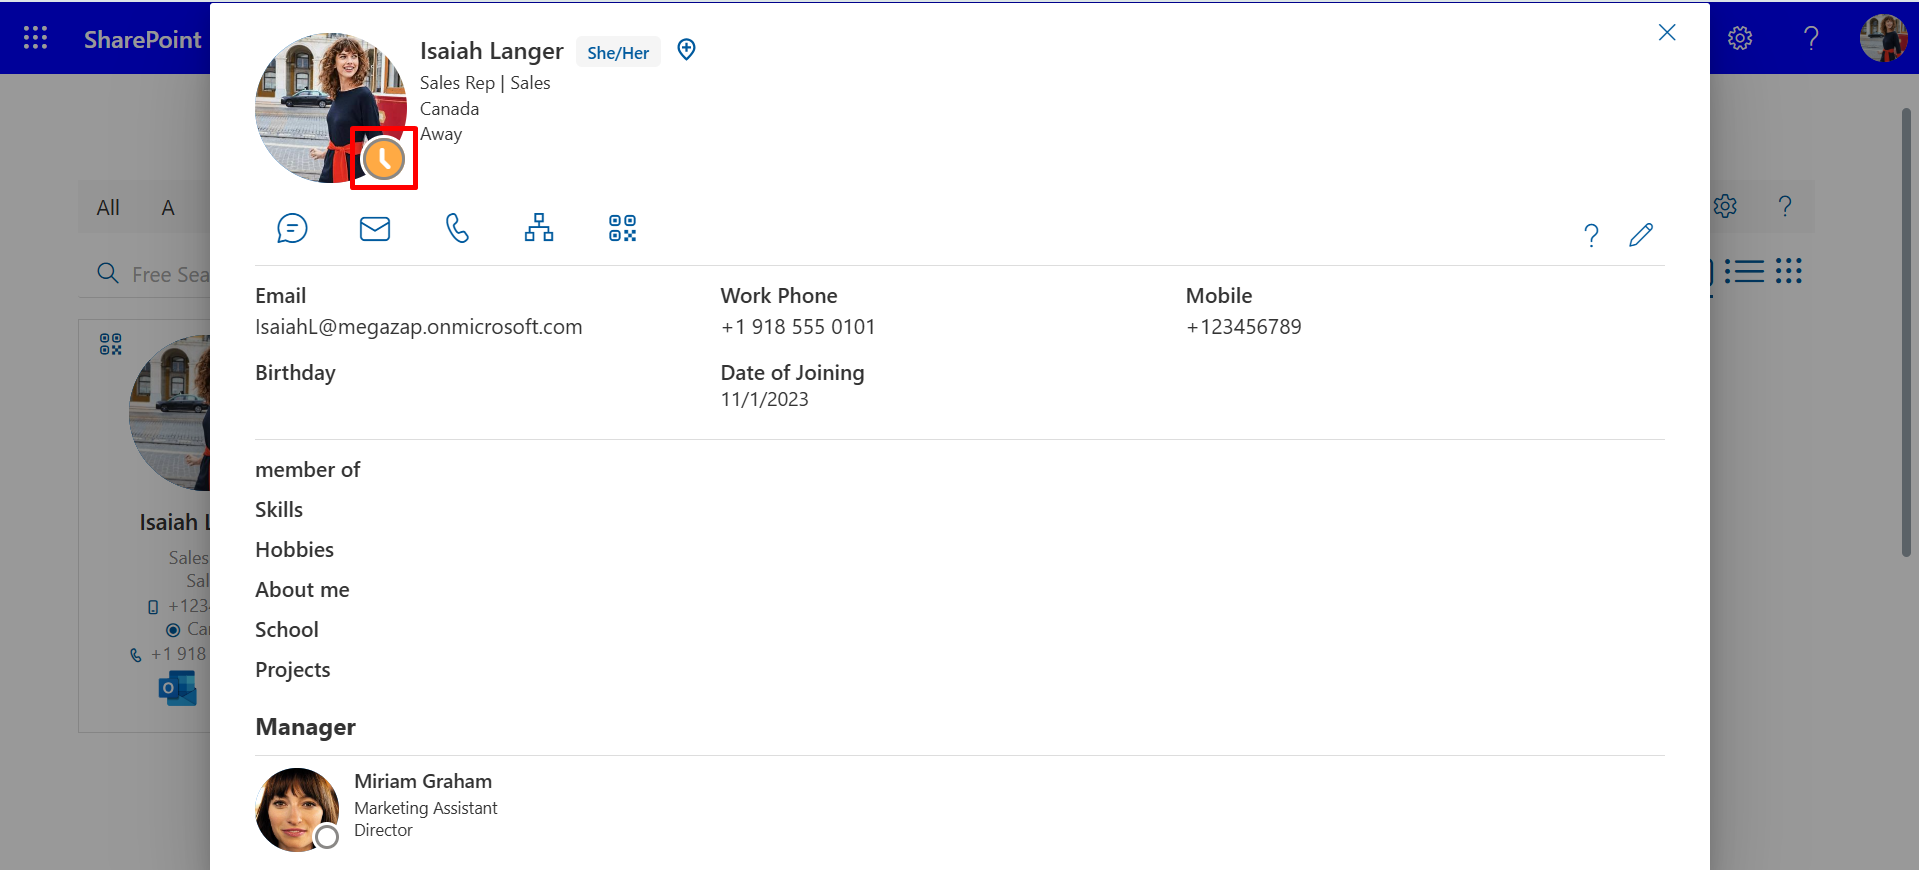 SharePoint
Isaiah Langer She/Her
Sales Rep | Sales
Canada
Away
All A
Free Sea
Email
IsaiahL@megazap.onmicrosoft.com
Work Phone
+1 918 555 0101
Mobile
+123456789
Birthday
Date of Joining
11/1/2023
member of
Skills
Hobbies
About me
School
Projects
Manager
Miriam Graham
Marketing Assistant
Director
Isaiah L
Sales
Sal
+123
Ca
+1 918